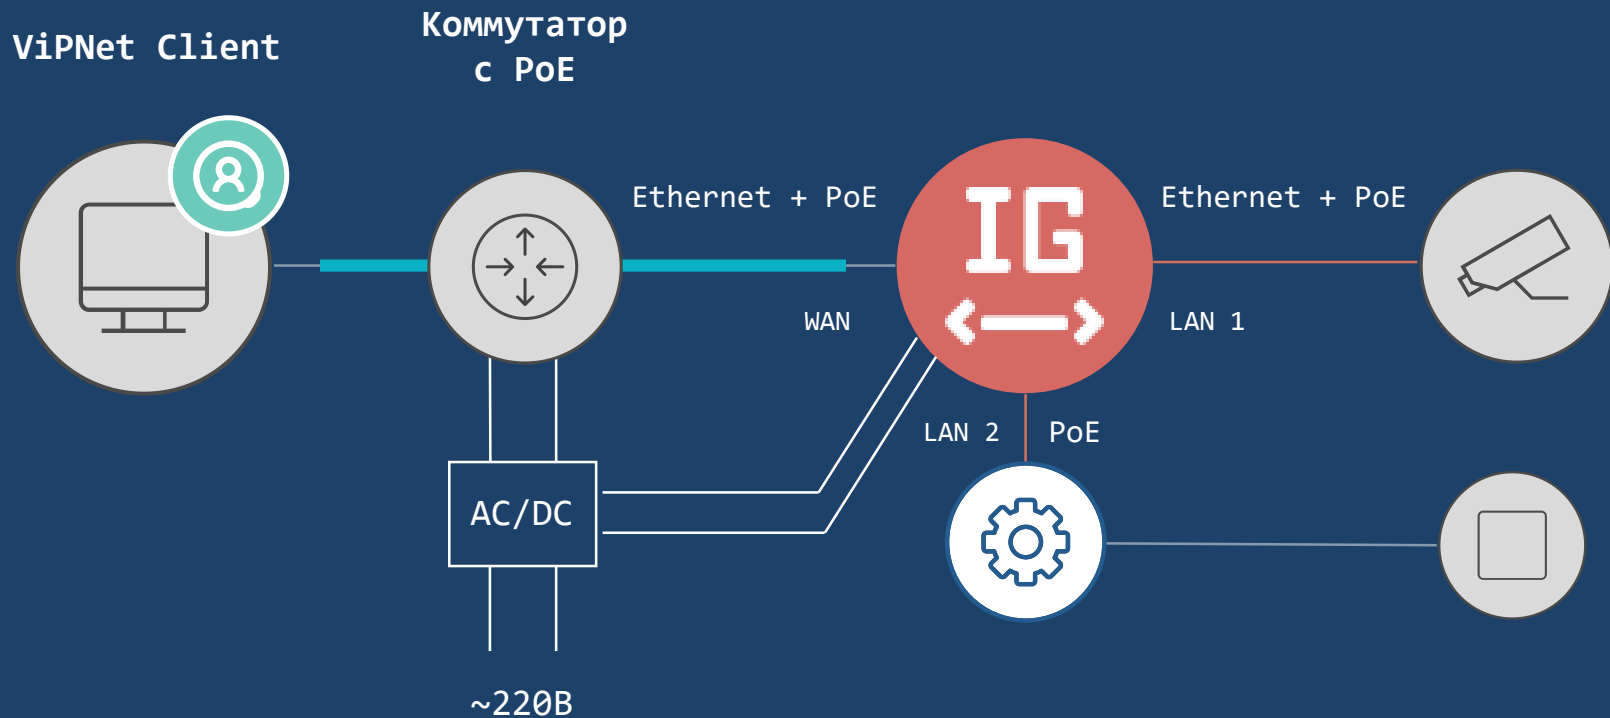 ViPNet Client
Коммутатор
с PoE
Ethernet + PoE
IG
Ethernet + PoE
WAN
LAN 1
LAN 2
PoE
AC/DC
~220В